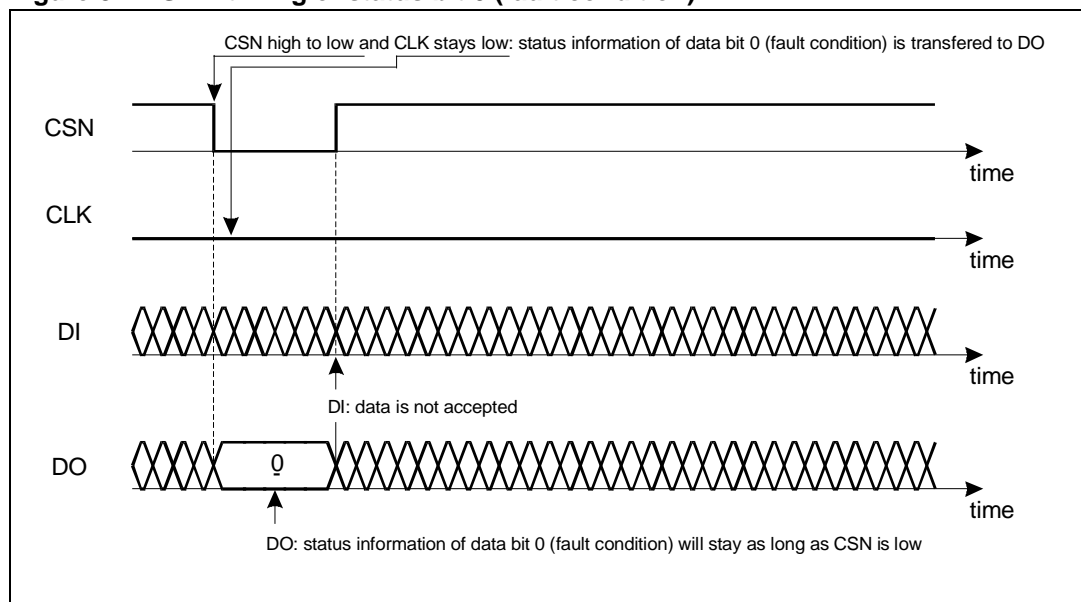 CSN high to low and CLK stays low: status information of data bit 0 (fault condition) is transfered to DO
CSN
time
CLK
time
DI
time
DI: data is not accepted
DO
0
time
DO: status information of data bit 0 (fault condition) will stay as long as CSN is low